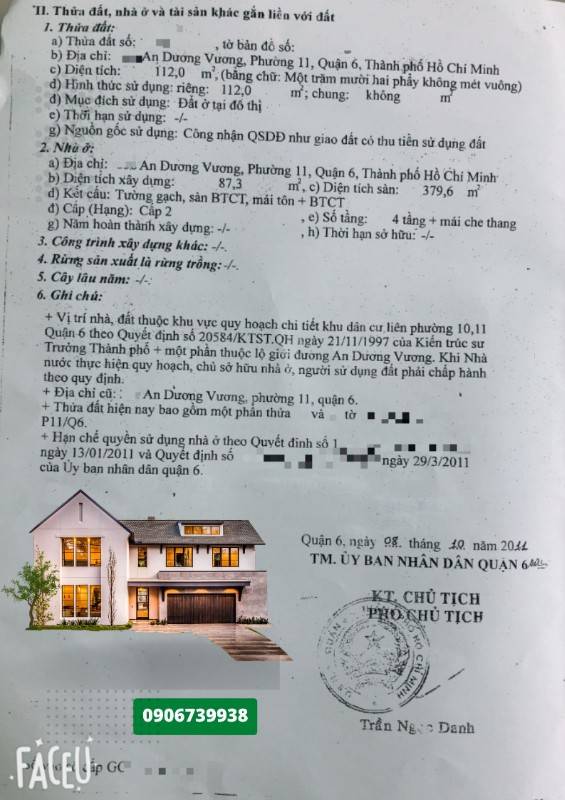 II. Thửa đất, nhà ở và tài sản khác gắn liền với đất
1. Thửa đất:
a) Thửa đất số: , tờ bản đồ số:
b) Địa chỉ: An Dương Vương, Phường 11, Quận 6, Thành phố Hồ Chí Minh
c) Diện tích: 112,0 m², (bằng chữ: Một trăm mười hai phẩy không mét vuông)
d) Hình thức sử dụng: riêng: 112,0 m²; chung: không m²
đ) Mục đích sử dụng: Đất ở tại đô thị
e) Thời hạn sử dụng: -/-
g) Nguồn gốc sử dụng: Công nhận QSDĐ như giao đất có thu tiền sử dụng đất
2. Nhà ở:
a) Địa chỉ: An Dương Vương, Phường 11, Quận 6, Thành phố Hồ Chí Minh
b) Diện tích xây dựng: 87,3 m², c) Diện tích sàn: 379,6 m²
d) Kết cấu: Tường gạch, sàn BTCT, mái tôn + BTCT
đ) Cấp (Hạng): Cấp 2 , e) Số tầng: 4 tầng + mái che thang
g) Năm hoàn thành xây dựng: -/- , h) Thời hạn sở hữu: -/-
3. Công trình xây dựng khác: -/-.
4. Rừng sản xuất là rừng trồng: -/-.
5. Cây lâu năm: -/-.
6. Ghi chú:
+ Vị trí nhà, đất thuộc khu vực quy hoạch chi tiết khu dân cư liên phường 10,11
Quận 6 theo Quyết định số 20584/KTST.QH ngày 21/11/1997 của Kiến trúc sư
Trưởng Thành phố + một phần thuộc lộ giới đường An Dương Vương. Khi Nhà
nước thực hiện quy hoạch, chủ sở hữu nhà ở, người sử dụng đất phải chấp hành
theo quy định.
+ Địa chỉ cũ: An Dương Vương, phường 11, quận 6.
+ Thửa đất hiện nay bao gồm một phần thửa và tờ
P11/Q6.
+ Hạn chế quyền sử dụng nhà ở theo Quyết định số 1
ngày 13/01/2011 và Quyết định số ngày 29/3/2011
của Ủy ban nhân dân quận 6.
Quận 6, ngày 08 tháng 10 năm 2011
TM. ỦY BAN NHÂN DÂN QUẬN 6
KT. CHỦ TỊCH
PHÓ CHỦ TỊCH
Trần Ngọc Danh
0906739938
cấp GC
FACEU